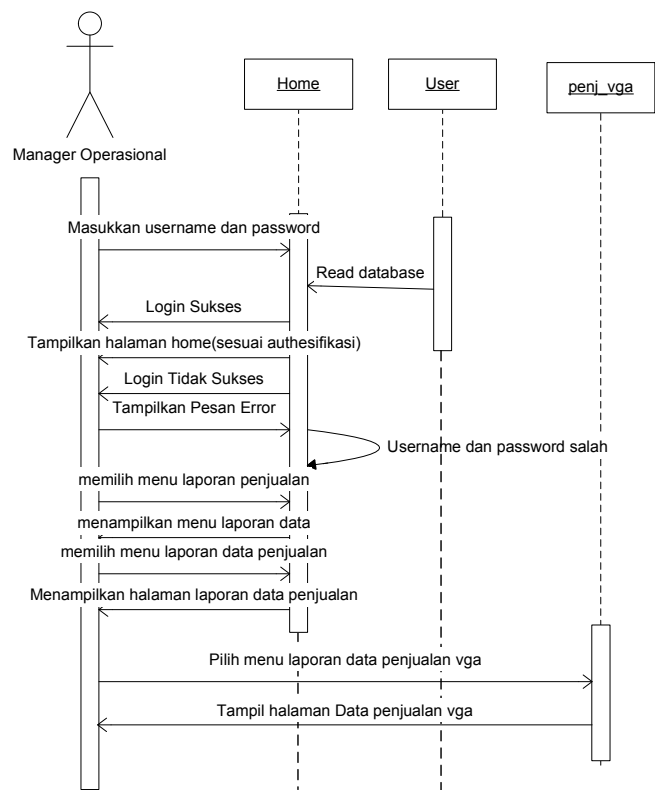 Home
User
penj_vga
Manager Operasional
Masukkan username dan password
Read database
Login Sukses
Tampilkan halaman home(sesuai authesifikasi)
Login Tidak Sukses
Tampilkan Pesan Error
Username dan password salah
memilih menu laporan penjualan
menampilkan menu laporan data
memilih menu laporan data penjualan
Menampilkan halaman laporan data penjualan
Pilih menu laporan data penjualan vga
Tampil halaman Data penjualan vga